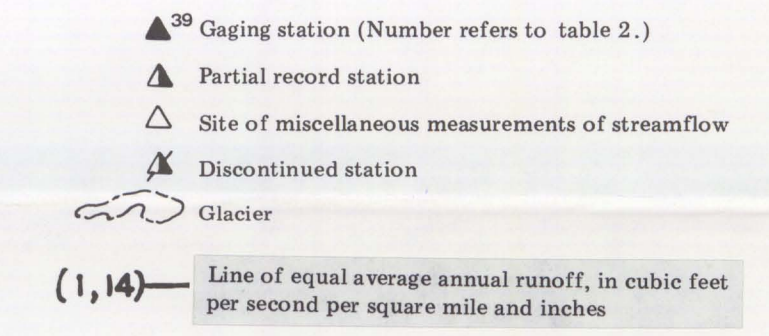 39 Gaging station (Number refers to table 2.)
Partial record station
Site of miscellaneous measurements of streamflow
Discontinued station
Glacier
(1,14) Line of equal average annual runoff, in cubic feet
per second per square mile and inches